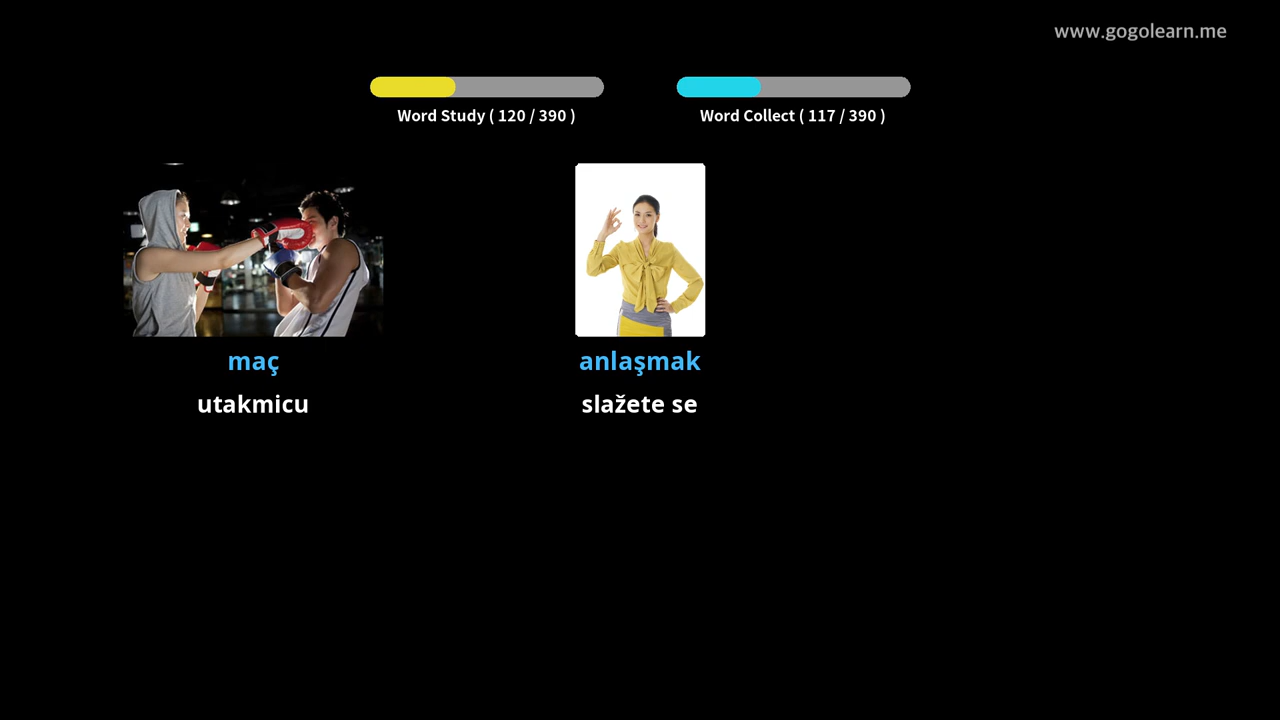 www.gogolearn.me
Word Study ( 120 / 390 )
Word Collect ( 117 / 390 )
maç
anlaşmak
utakmicu
slažete se